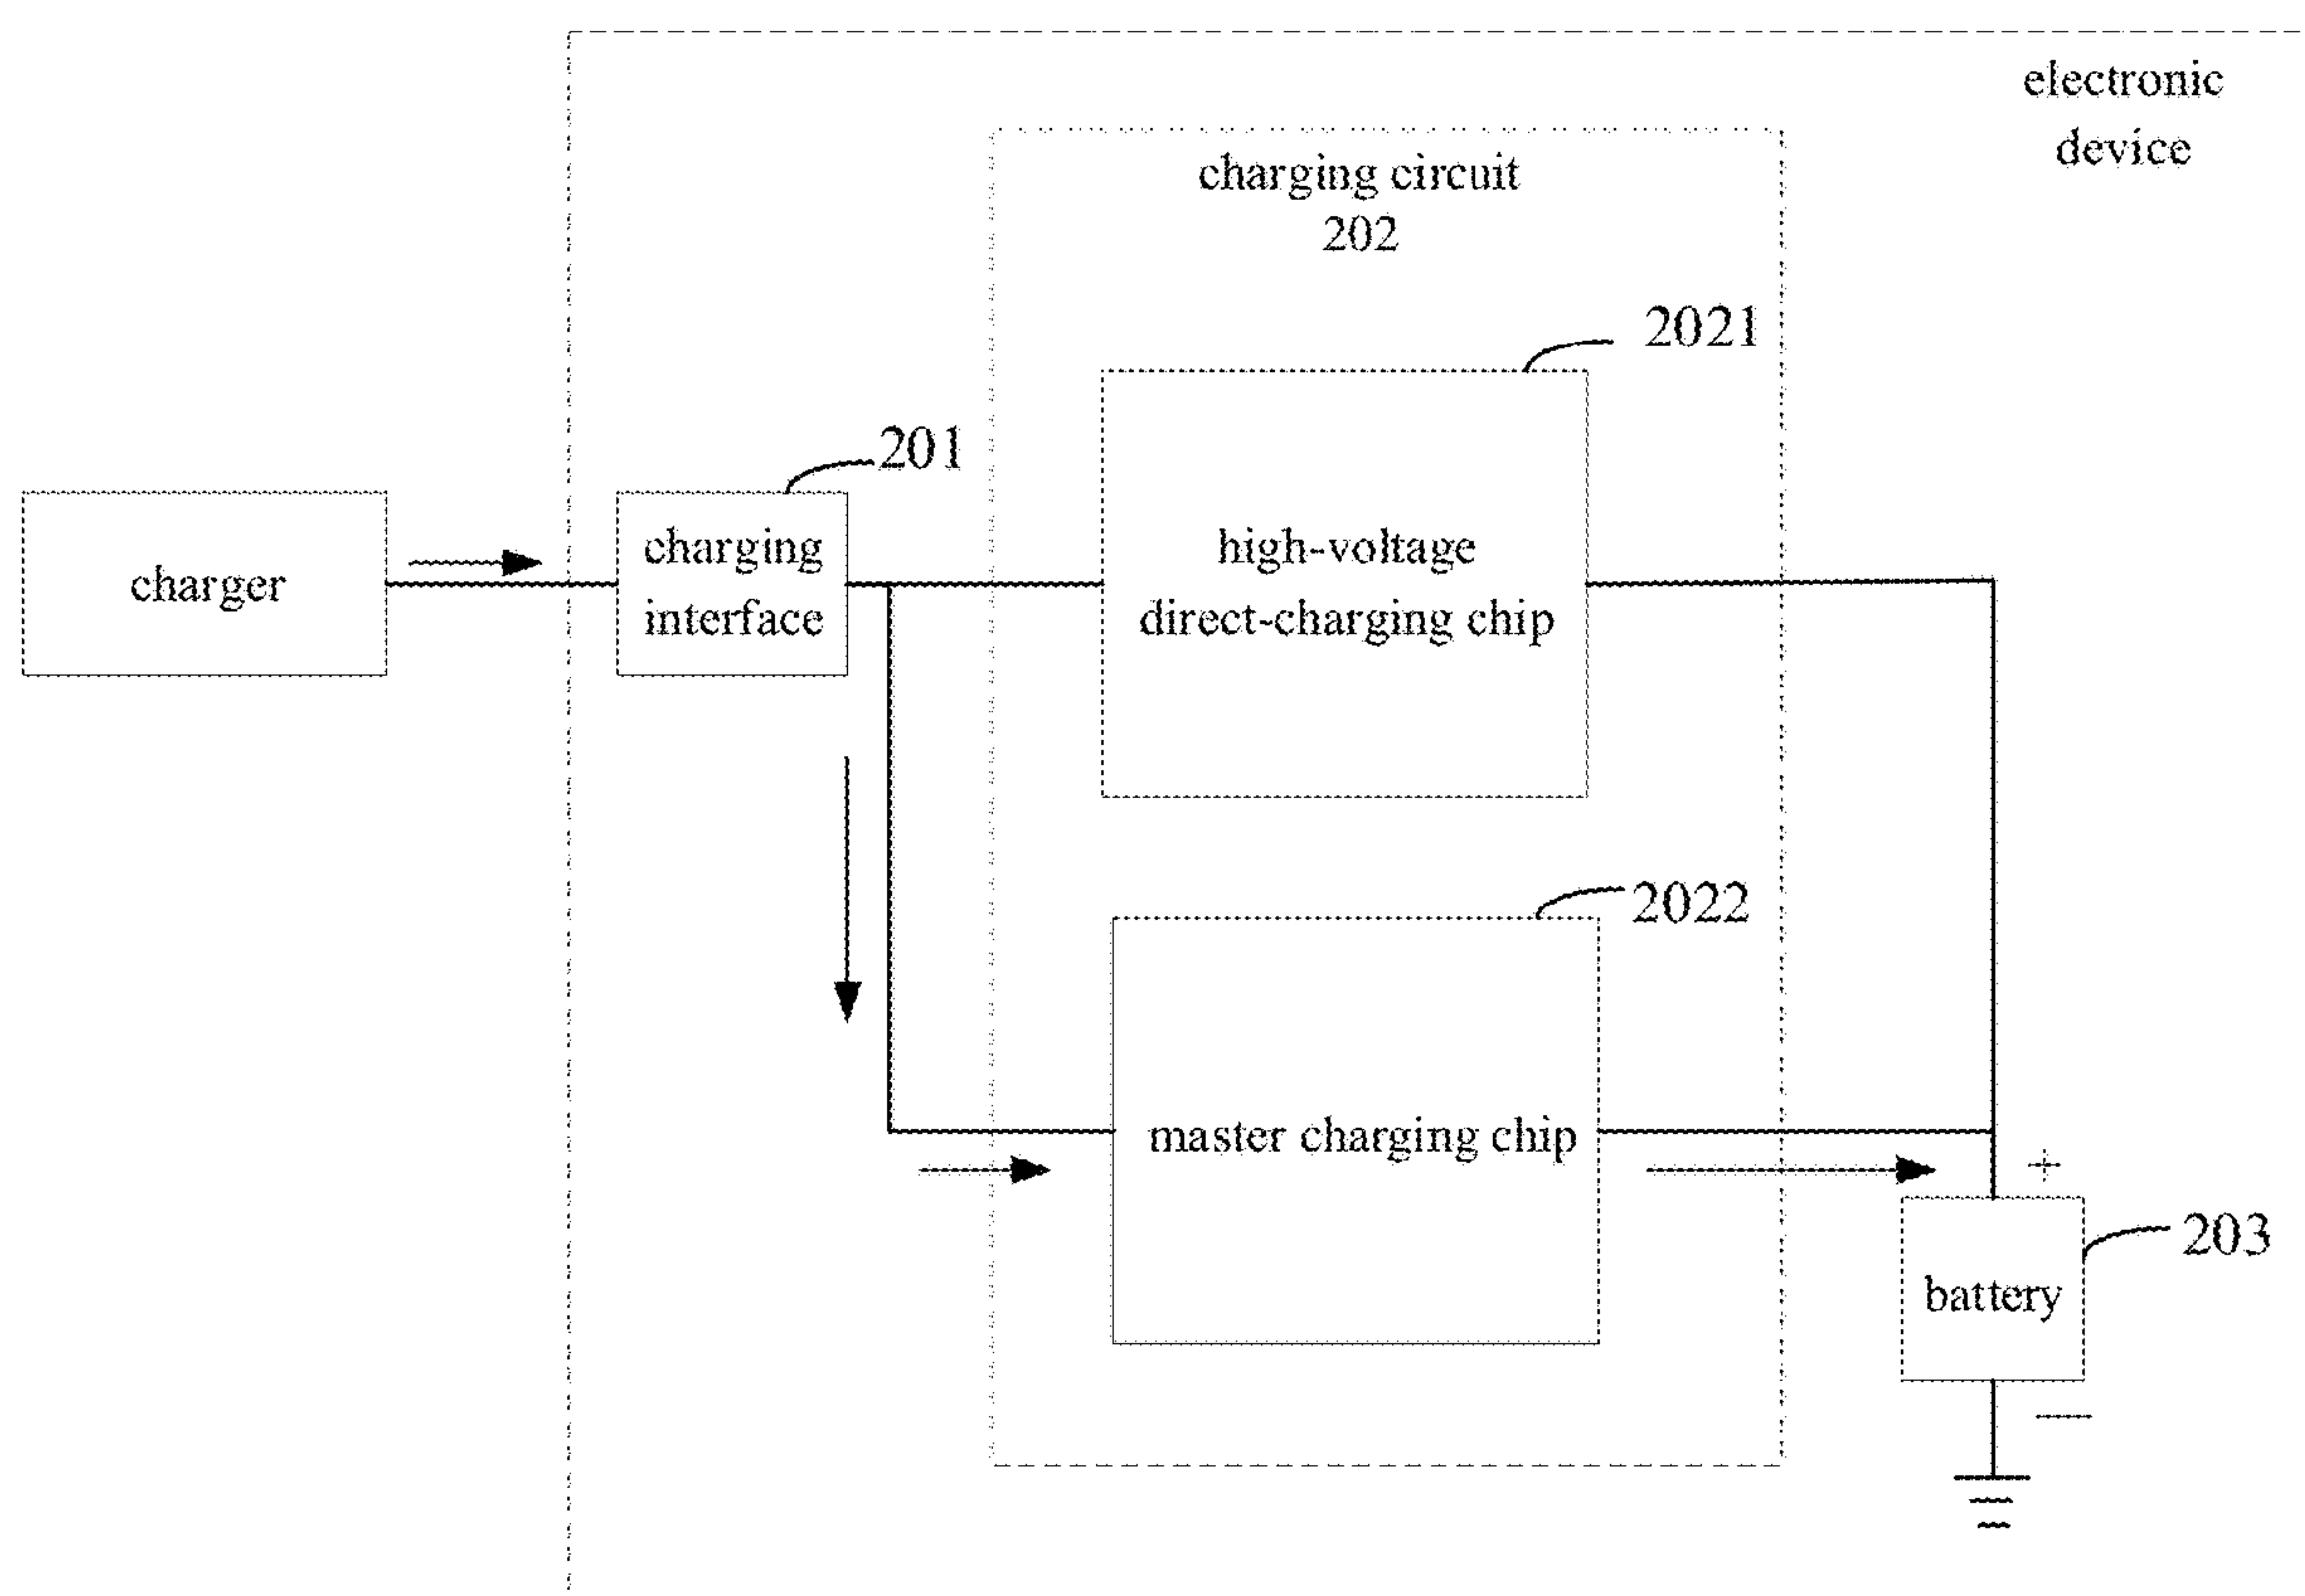 electronic
device
charging circuit
202
2021
201
charger
charging
interface
high-voltage
direct-charging chip
2022
master charging chip
+
203
battery
—